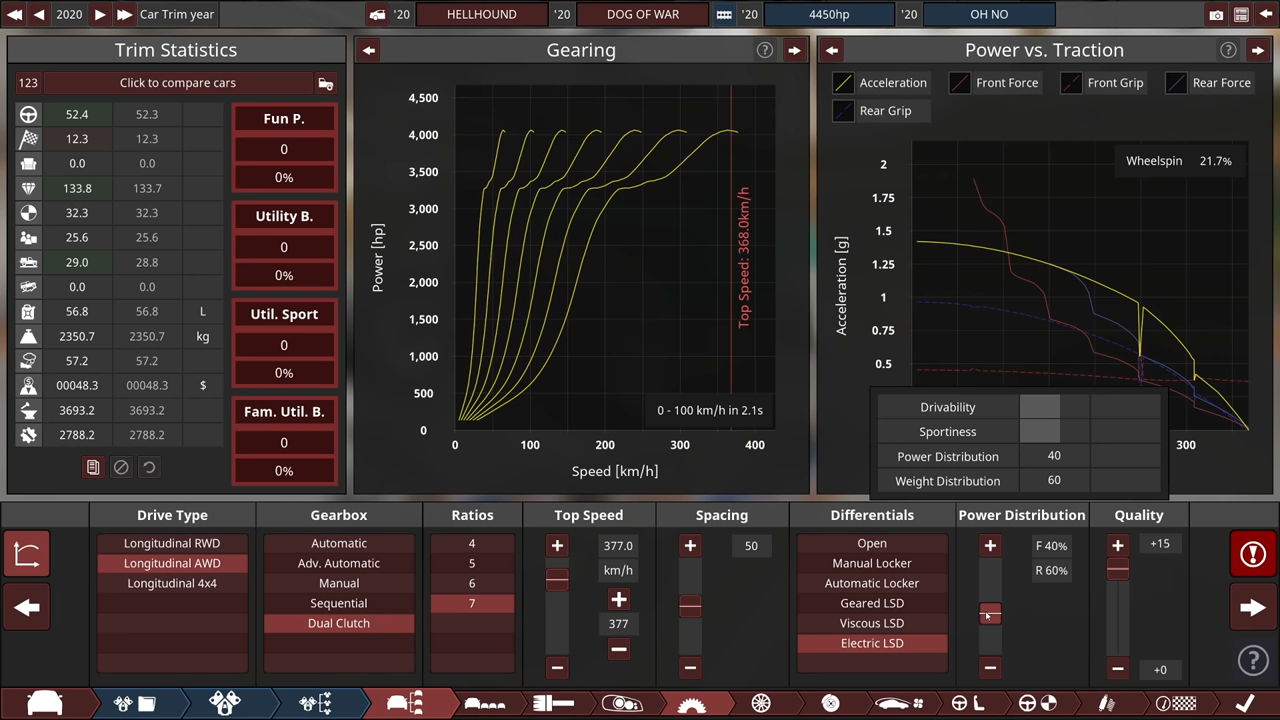 2020
Car Trim year
'20
HELLHOUND
'20
DOG OF WAR
'20
4450hp
'20
OH NO
Trim Statistics
123
Click to compare cars
52.4 52.3
12.3 12.3
0.0 0.0
133.8 133.7
32.3 32.3
25.6 25.6
29.0 28.8
0.0 0.0
56.8 56.8 L
2350.7 2350.7 kg
57.2 57.2
00048.3 00048.3 $
3693.2 3693.2
2788.2 2788.2
Fun P.
0
0%
Utility B.
0
0%
Util. Sport
0
0%
Fam. Util. B.
0
0%
Gearing
?
Power [hp]
4,500
4,000
3,500
3,000
2,500
2,000
1,500
1,000
500
0
Top Speed: 368.0km/h
0 - 100 km/h in 2.1s
0 100 200 300 400
Speed [km/h]
Power vs. Traction
?
Acceleration
Front Force
Front Grip
Rear Force
Rear Grip
Wheelspin 21.7%
Acceleration [g]
2
1.75
1.5
1.25
1
0.75
0.5
300
Drivability
Sportiness
Power Distribution 40
Weight Distribution 60
Drive Type
Longitudinal RWD
Longitudinal AWD
Longitudinal 4x4
Gearbox
Automatic
Adv. Automatic
Manual
Sequential
Dual Clutch
Ratios
4
5
6
7
Top Speed
+
377.0
km/h
+
377
−
−
Spacing
+
50
−
Differentials
Open
Manual Locker
Automatic Locker
Geared LSD
Viscous LSD
Electric LSD
Power Distribution
+
F 40%
R 60%
−
Quality
+
+15
−
+0
?